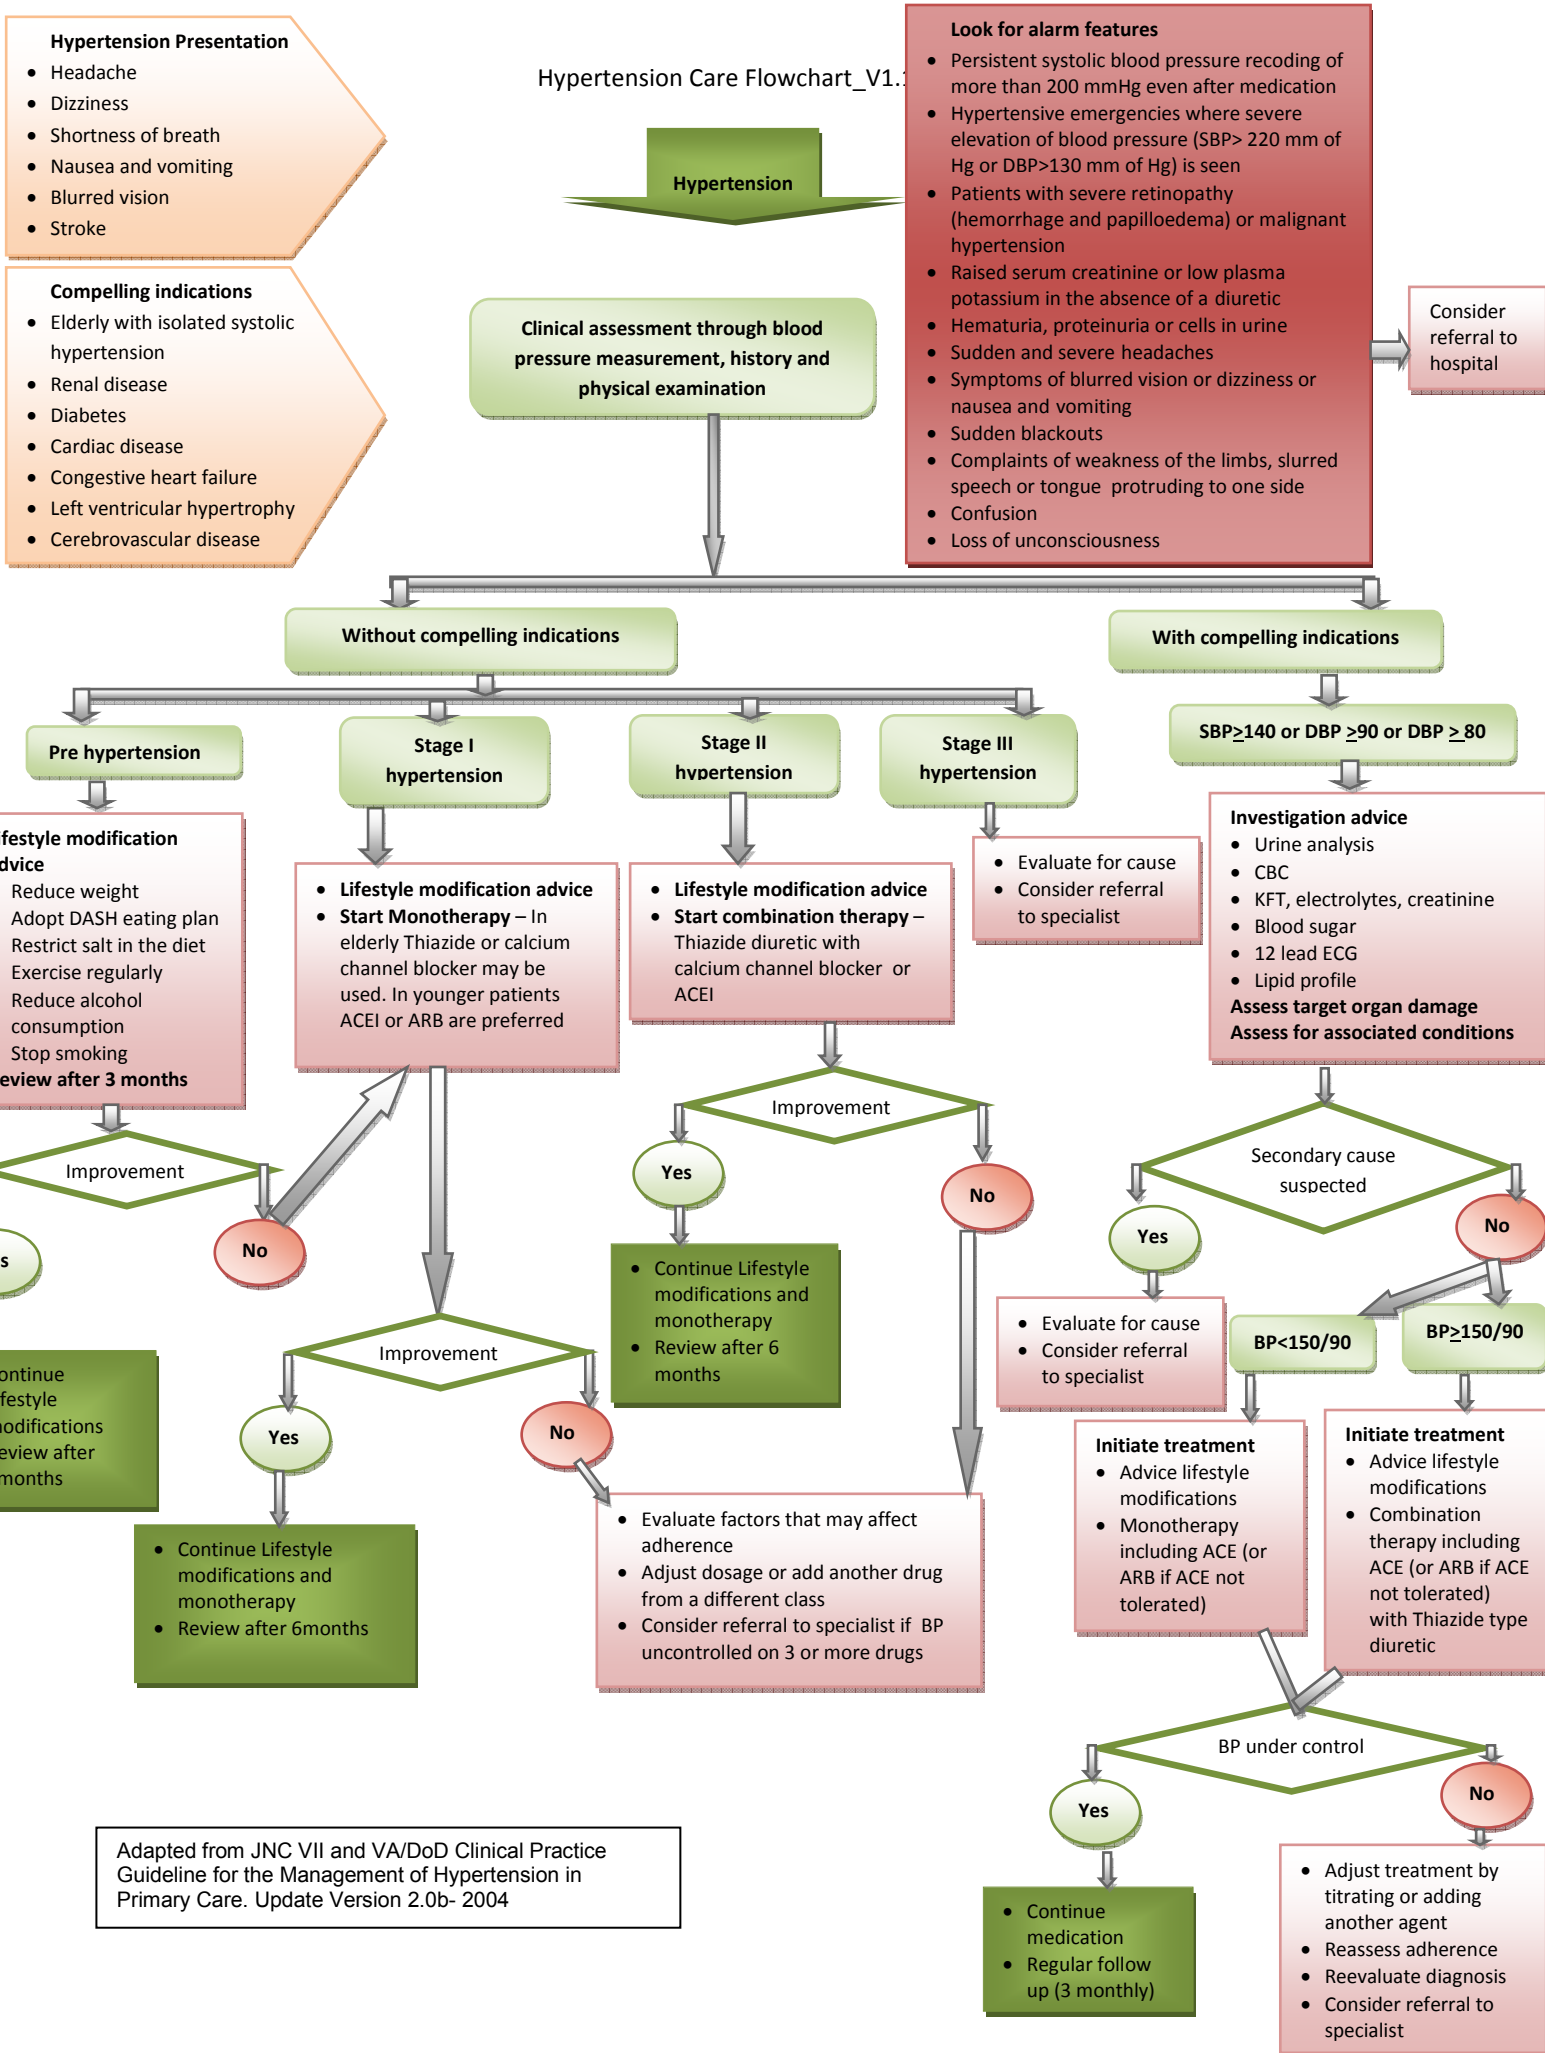 Hypertension Presentation
• Headache
• Dizziness
• Shortness of breath
• Nausea and vomiting
• Blurred vision
• Stroke
Compelling indications
• Elderly with isolated systolic
hypertension
• Renal disease
• Diabetes
• Cardiac disease
• Congestive heart failure
• Left ventricular hypertrophy
• Cerebrovascular disease
Hypertension Care Flowchart_V1.1
Hypertension
Clinical assessment through blood
pressure measurement, history and
physical examination
Look for alarm features
• Persistent systolic blood pressure recoding of
more than 200 mmHg even after medication
• Hypertensive emergencies where severe
elevation of blood pressure (SBP> 220 mm of
Hg or DBP>130 mm of Hg) is seen
• Patients with severe retinopathy
(hemorrhage and papilloedema) or malignant
hypertension
• Raised serum creatinine or low plasma
potassium in the absence of a diuretic
• Hematuria, proteinuria or cells in urine
• Sudden and severe headaches
• Symptoms of blurred vision or dizziness or
nausea and vomiting
• Sudden blackouts
• Complaints of weakness of the limbs, slurred
speech or tongue protruding to one side
• Confusion
• Loss of unconsciousness
Consider
referral to
hospital
Without compelling indications
With compelling indications
Pre hypertension
Stage I
hypertension
Stage II
hypertension
Stage III
hypertension
SBP≥140 or DBP ≥90 or DBP ≥80
ifestyle modification
dvice
Reduce weight
Adopt DASH eating plan
Restrict salt in the diet
Exercise regularly
Reduce alcohol
consumption
Stop smoking
eview after 3 months
• Lifestyle modification advice
• Start Monotherapy – In
elderly Thiazide or calcium
channel blocker may be
used. In younger patients
ACEI or ARB are preferred
• Lifestyle modification advice
• Start combination therapy –
Thiazide diuretic with
calcium channel blocker or
ACEI
• Evaluate for cause
• Consider referral
to specialist
Investigation advice
• Urine analysis
• CBC
• KFT, electrolytes, creatinine
• Blood sugar
• 12 lead ECG
• Lipid profile
Assess target organ damage
Assess for associated conditions
Improvement
s
No
ontinue
festyle
odifications
eview after
months
Improvement
Yes
No
• Continue Lifestyle
modifications and
monotherapy
• Review after 6months
Improvement
Yes
No
• Continue Lifestyle
modifications and
monotherapy
• Review after 6
months
• Evaluate factors that may affect
adherence
• Adjust dosage or add another drug
from a different class
• Consider referral to specialist if BP
uncontrolled on 3 or more drugs
Secondary cause
suspected
Yes
No
• Evaluate for cause
• Consider referral
to specialist
BP<150/90
BP≥150/90
Initiate treatment
• Advice lifestyle
modifications
• Monotherapy
including ACE (or
ARB if ACE not
tolerated)
Initiate treatment
• Advice lifestyle
modifications
• Combination
therapy including
ACE (or ARB if ACE
not tolerated)
with Thiazide type
diuretic
BP under control
Yes
No
• Continue
medication
• Regular follow
up (3 monthly)
• Adjust treatment by
titrating or adding
another agent
• Reassess adherence
• Reevaluate diagnosis
• Consider referral to
specialist
Adapted from JNC VII and VA/DoD Clinical Practice
Guideline for the Management of Hypertension in
Primary Care. Update Version 2.0b- 2004